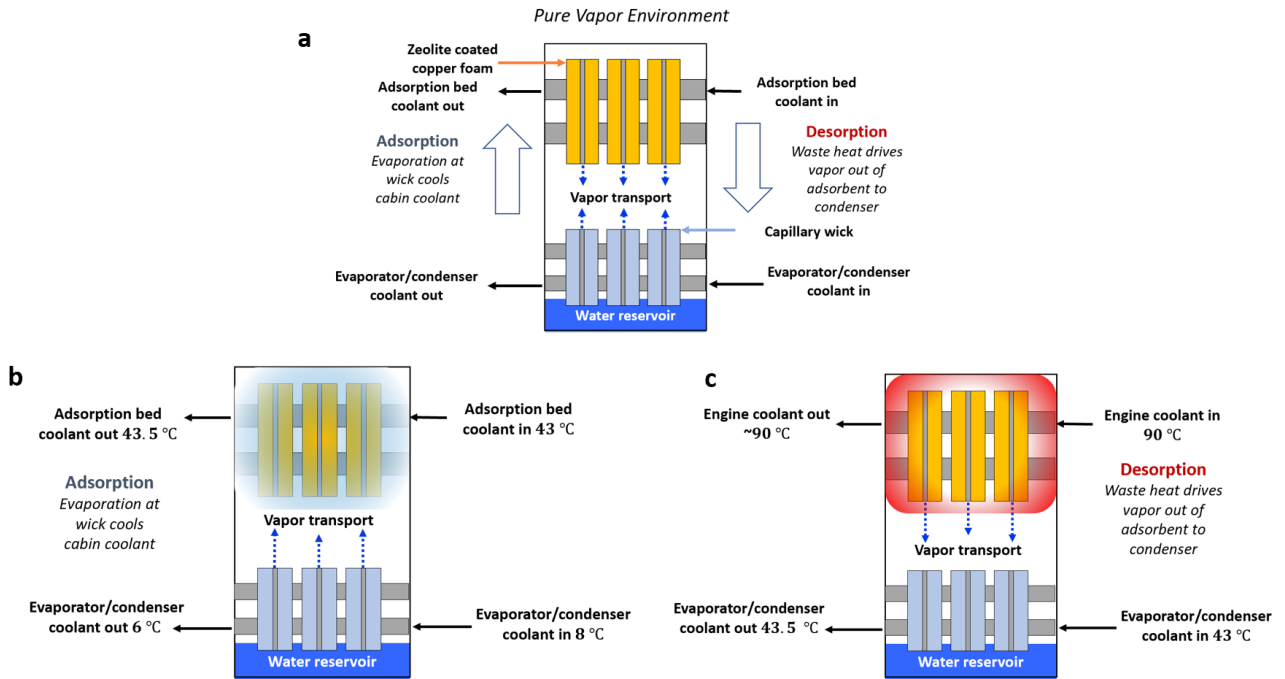 Pure Vapor Environment
a
Zeolite coated
copper foam
Adsorption bed
coolant out
Adsorption bed
coolant in
Adsorption
Evaporation at
wick cools
cabin coolant
Desorption
Waste heat drives
vapor out of
adsorbent to
condenser
Vapor transport
Capillary wick
Evaporator/condenser
coolant out
Evaporator/condenser
coolant in
Water reservoir
b
Adsorption bed
coolant out 43.5 °C
Adsorption bed
coolant in 43 °C
Adsorption
Evaporation at
wick cools
cabin coolant
Vapor transport
Evaporator/condenser
coolant out 6 °C
Evaporator/condenser
coolant in 8 °C
Water reservoir
c
Engine coolant out
~90 °C
Engine coolant in
90 °C
Desorption
Waste heat drives
vapor out of
adsorbent to
condenser
Vapor transport
Evaporator/condenser
coolant out 43.5 °C
Evaporator/condenser
coolant in 43 °C
Water reservoir